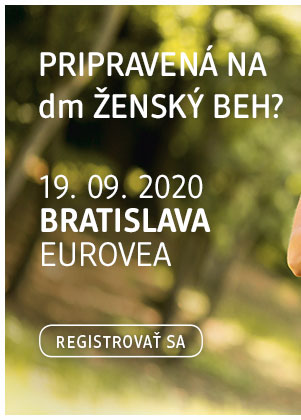 PRIPRAVENÁ NA
dm ŽENSKÝ BEH?
19. 09. 2020
BRATISLAVA
EUROVEA
REGISTROVAŤ SA